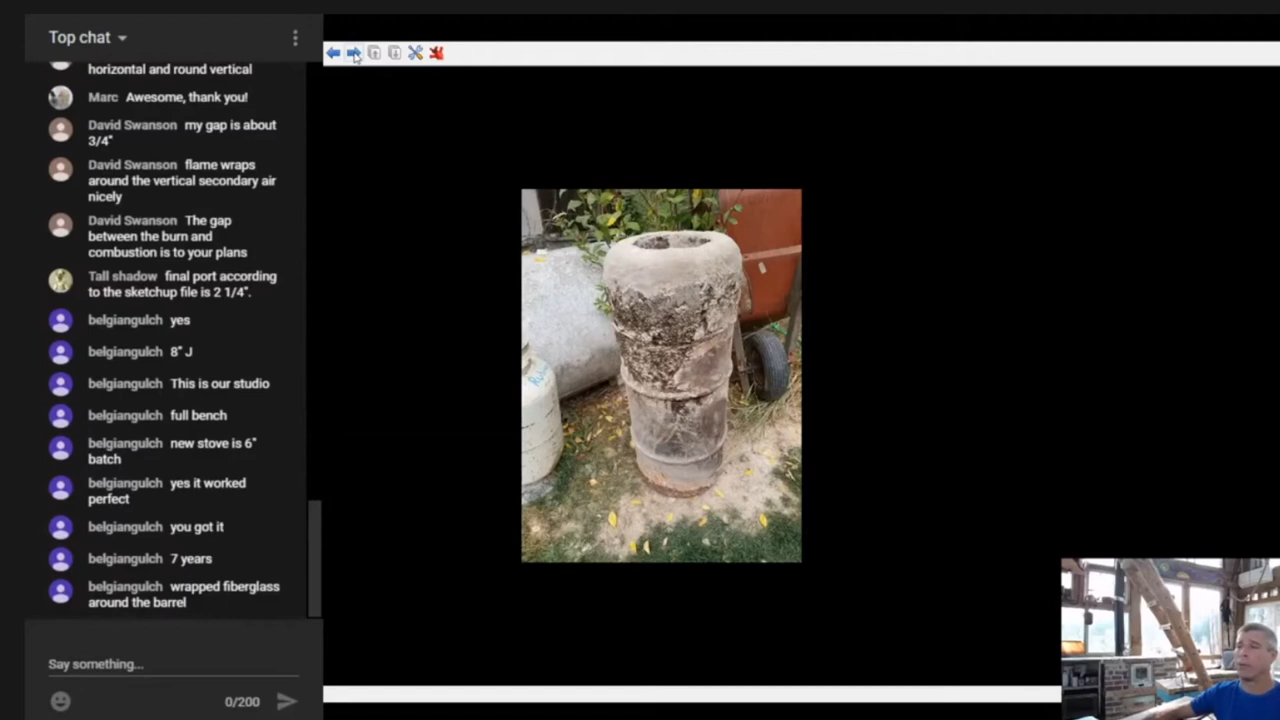 Top chat
horizontal and round vertical
Marc Awesome, thank you!
David Swanson my gap is about
3/4"
David Swanson flame wraps
around the vertical secondary air
nicely
David Swanson The gap
between the burn and
combustion is to your plans
Tall shadow final port according
to the sketchup file is 2 1/4".
belgiangulch yes
belgiangulch 8" J
belgiangulch This is our studio
belgiangulch full bench
belgiangulch new stove is 6"
batch
belgiangulch yes it worked
perfect
belgiangulch you got it
belgiangulch 7 years
belgiangulch wrapped fiberglass
around the barrel
Say something...
0/200